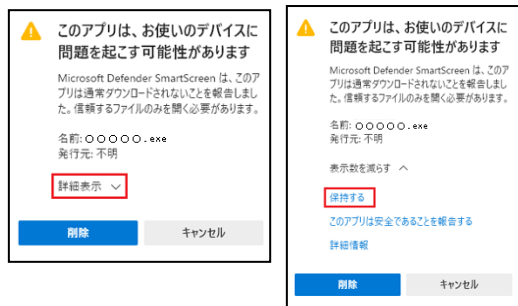 このアプリは、お使いのデバイスに
問題を起こす可能性があります
Microsoft Defender SmartScreen は、このア
プリは通常ダウンロードされないことを報告しまし
た。信頼するファイルのみを開く必要があります。
名前: ○○○○○.exe
発行元: 不明
詳細表示
削除
キャンセル
このアプリは、お使いのデバイスに
問題を起こす可能性があります
Microsoft Defender SmartScreen は、このア
プリは通常ダウンロードされないことを報告しまし
た。信頼するファイルのみを開く必要があります。
名前: ○○○○○.exe
発行元: 不明
表示数を減らす
保持する
このアプリは安全であることを報告する
詳細情報
削除
キャンセル